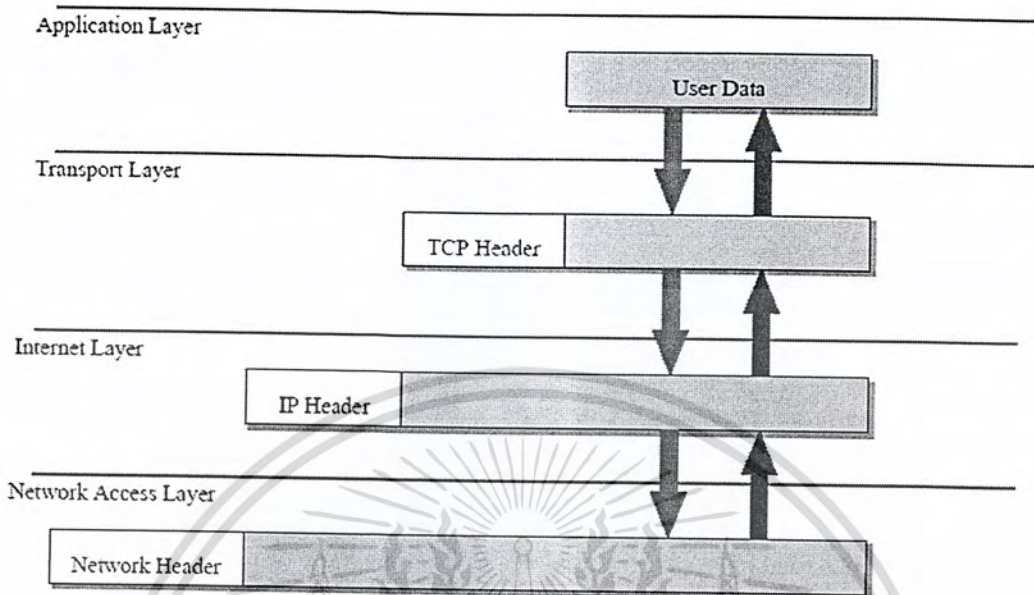 Application Layer
User Data
Transport Layer
TCP Header
Internet Layer
IP Header
Network Access Layer
Network Header